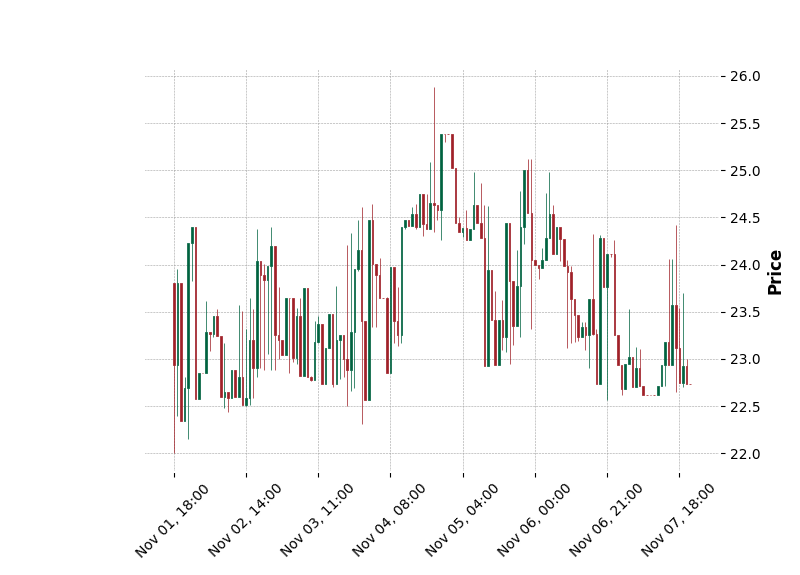 26.0
25.5
25.0
24.5
24.0
23.5
23.0
22.5
22.0
Price
Nov 01, 18:00
Nov 02, 14:00
Nov 03, 11:00
Nov 04, 08:00
Nov 05, 04:00
Nov 06, 00:00
Nov 06, 21:00
Nov 07, 18:00